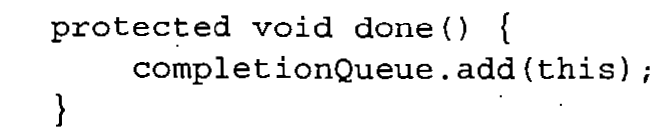 protected void done() {
    completionQueue.add(this);
}